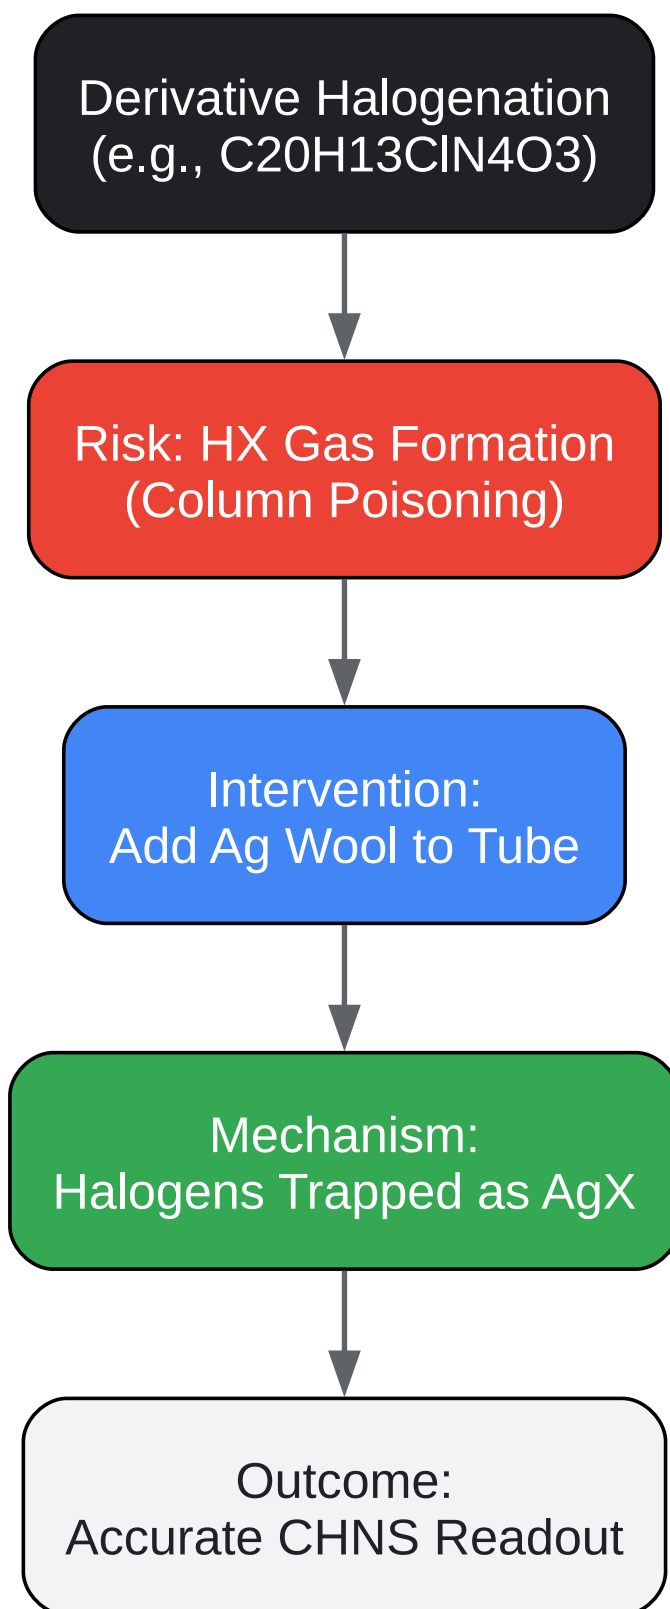 Derivative Halogenation
(e.g., C20H13ClN4O3)
Risk: HX Gas Formation
(Column Poisoning)
Intervention:
Add Ag Wool to Tube
Mechanism:
Halogens Trapped as AgX
Outcome:
Accurate CHNS Readout